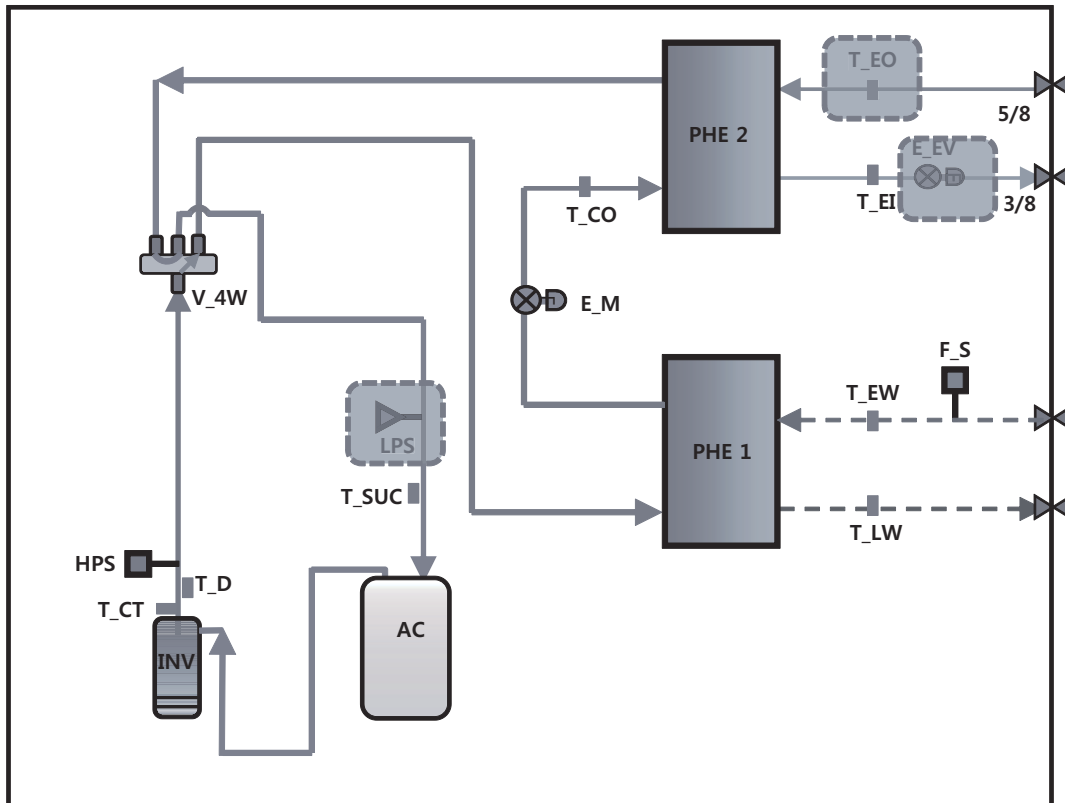 T_EO
5/8
PHE 2
E_EV
T_EI
3/8
T_CO
V_4W
E_M
F_S
T_EW
LPS
PHE 1
T_SUC
T_LW
HPS
T_D
T_CT
AC
INV